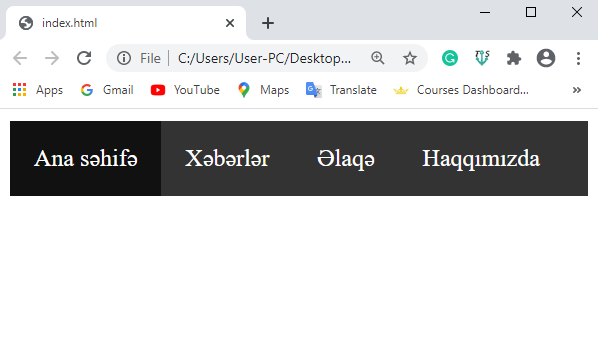 index.html
File C:/Users/User-PC/Desktop...
Apps Gmail YouTube Maps Translate Courses Dashboard...
Ana səhifə Xəbərlər Əlaqə Haqqımızda